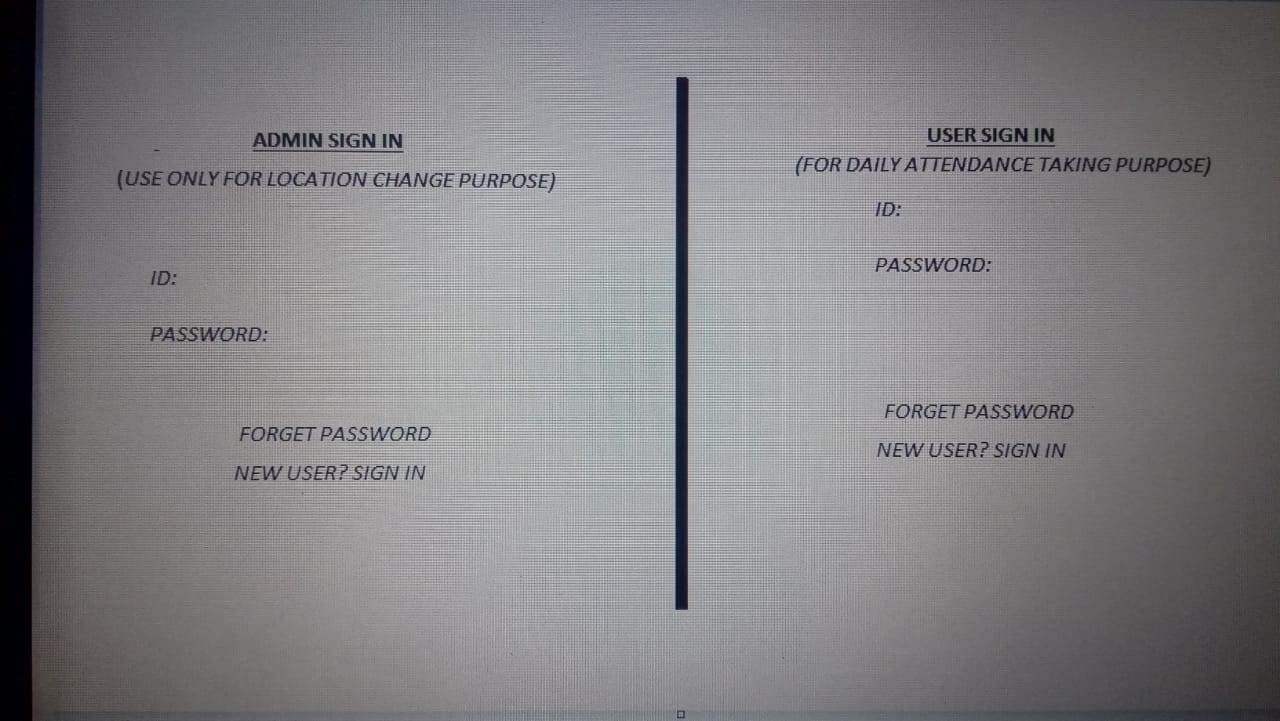 ADMIN SIGN IN
(USE ONLY FOR LOCATION CHANGE PURPOSE)
ID:
PASSWORD:
FORGET PASSWORD
NEW USER? SIGN IN
USER SIGN IN
(FOR DAILY ATTENDANCE TAKING PURPOSE)
ID:
PASSWORD:
FORGET PASSWORD
NEW USER? SIGN IN